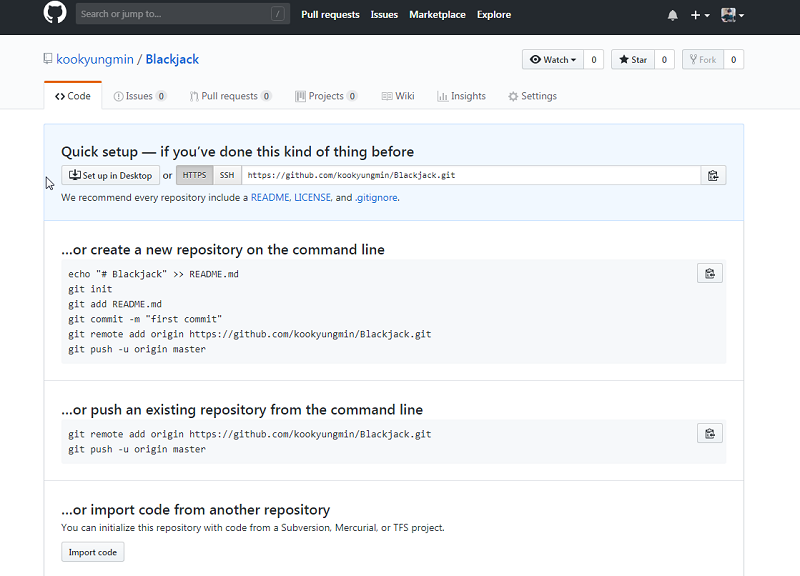 Search or jump to... /
Pull requests Issues Marketplace Explore
kookyungmin / Blackjack
Watch 0 Star 0 Fork 0
Code Issues 0 Pull requests 0 Projects 0 Wiki Insights Settings
Quick setup — if you've done this kind of thing before
Set up in Desktop or HTTPS SSH https://github.com/kookyungmin/Blackjack.git
We recommend every repository include a README, LICENSE, and .gitignore.
...or create a new repository on the command line
echo "# Blackjack" >> README.md
git init
git add README.md
git commit -m "first commit"
git remote add origin https://github.com/kookyungmin/Blackjack.git
git push -u origin master
...or push an existing repository from the command line
git remote add origin https://github.com/kookyungmin/Blackjack.git
git push -u origin master
...or import code from another repository
You can initialize this repository with code from a Subversion, Mercurial, or TFS project.
Import code